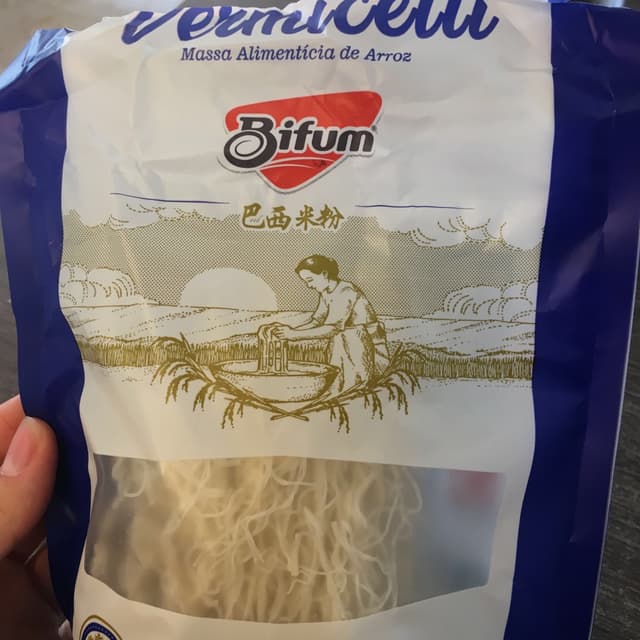 Vermicelli
Massa Alimentícia de Arroz
Bifum
巴西米粉